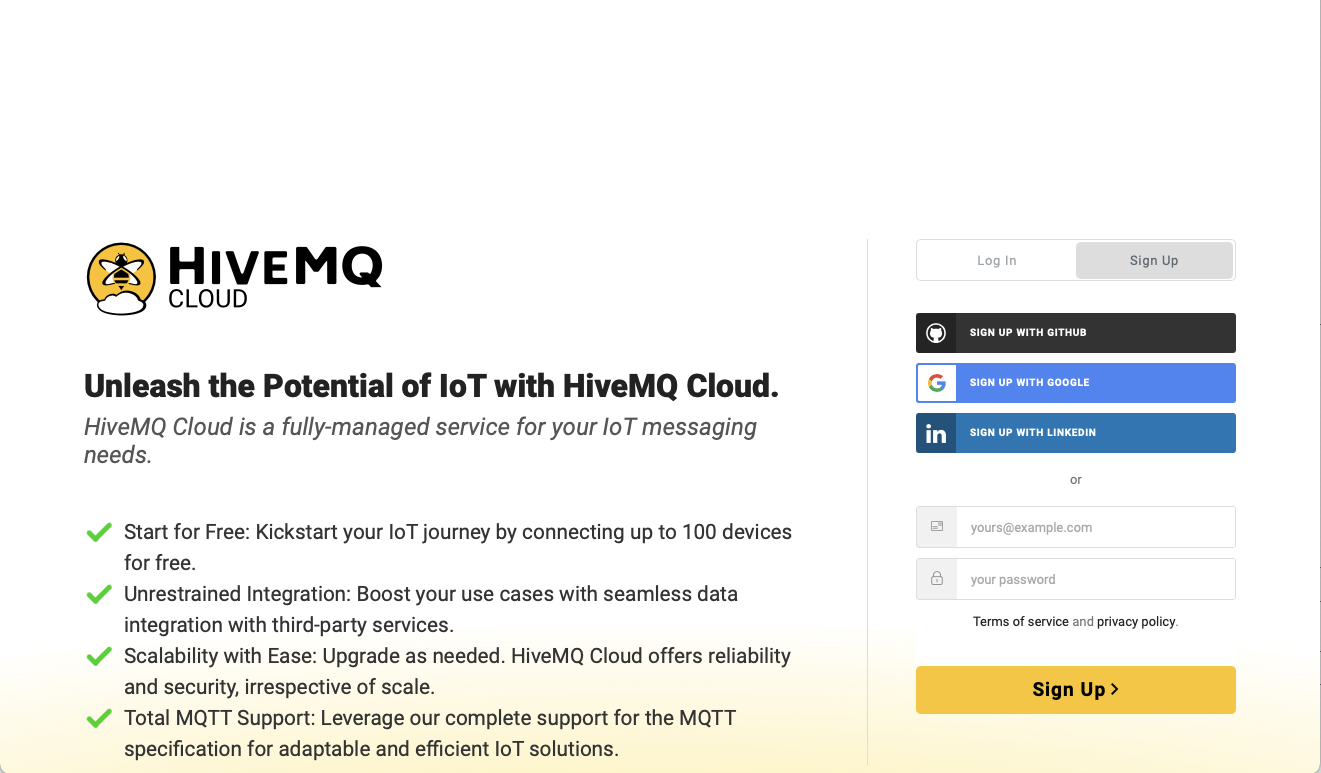 HIVEMQ
CLOUD
Unleash the Potential of IoT with HiveMQ Cloud.
HiveMQ Cloud is a fully-managed service for your IoT messaging
needs.
Start for Free: Kickstart your IoT journey by connecting up to 100 devices
for free.
Unrestrained Integration: Boost your use cases with seamless data
integration with third-party services.
Scalability with Ease: Upgrade as needed. HiveMQ Cloud offers reliability
and security, irrespective of scale.
Total MQTT Support: Leverage our complete support for the MQTT
specification for adaptable and efficient IoT solutions.
Log In
Sign Up
SIGN UP WITH GITHUB
SIGN UP WITH GOOGLE
in
SIGN UP WITH LINKEDIN
or
yours@example.com
your password
Terms of service and privacy policy.
Sign Up >